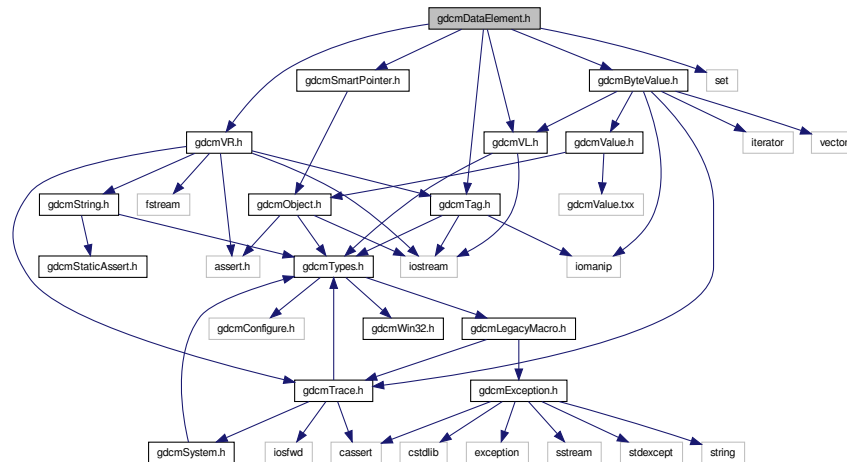 gdcmDataElement.h
gdcmSmartPointer.h
gdcmByteValue.h
set
gdcmVR.h
gdcmVL.h
gdcmValue.h
iterator
vector
gdcmString.h
fstream
gdcmObject.h
gdcmTag.h
gdcmValue.txx
gdcmStaticAssert.h
assert.h
gdcmTypes.h
iostream
iomanip
gdcmConfigure.h
gdcmWin32.h
gdcmLegacyMacro.h
gdcmTrace.h
gdcmException.h
gdcmSystem.h
iosfwd
cassert
cstdlib
exception
sstream
stdexcept
string